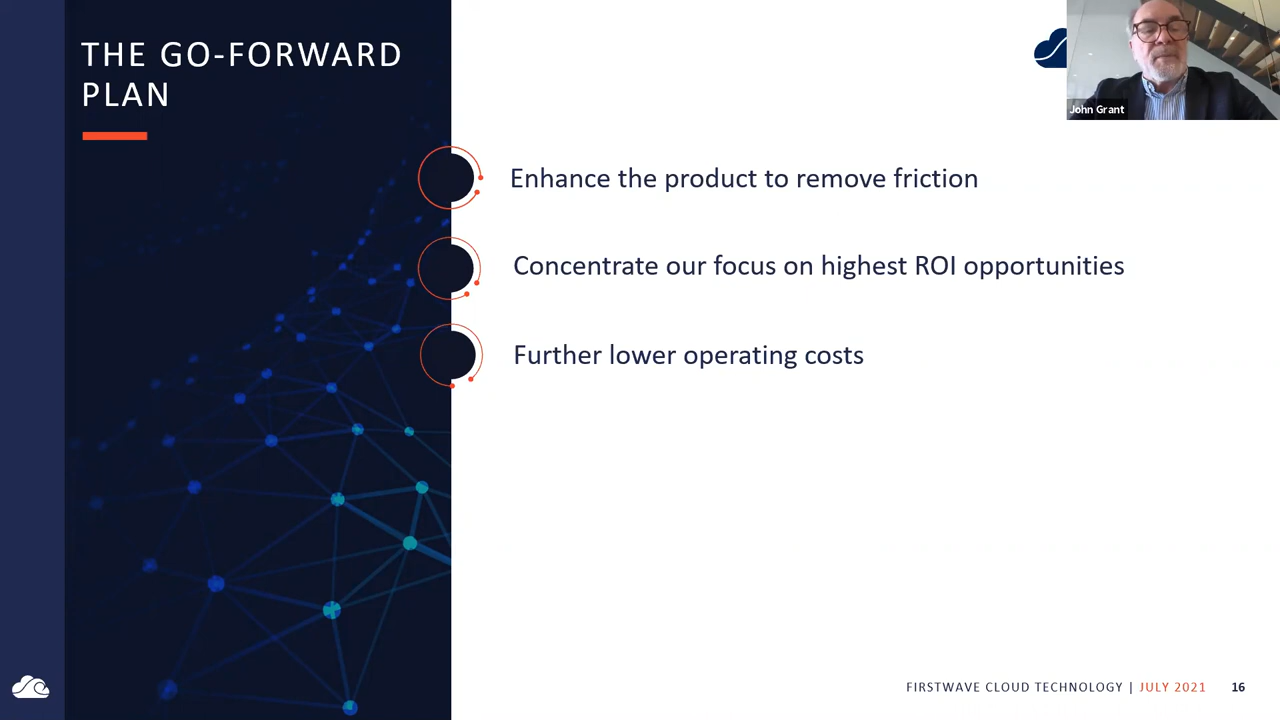 THE GO-FORWARD
PLAN
John Grant
Enhance the product to remove friction
Concentrate our focus on highest ROI opportunities
Further lower operating costs
FIRSTWAVE CLOUD TECHNOLOGY | JULY 2021 16